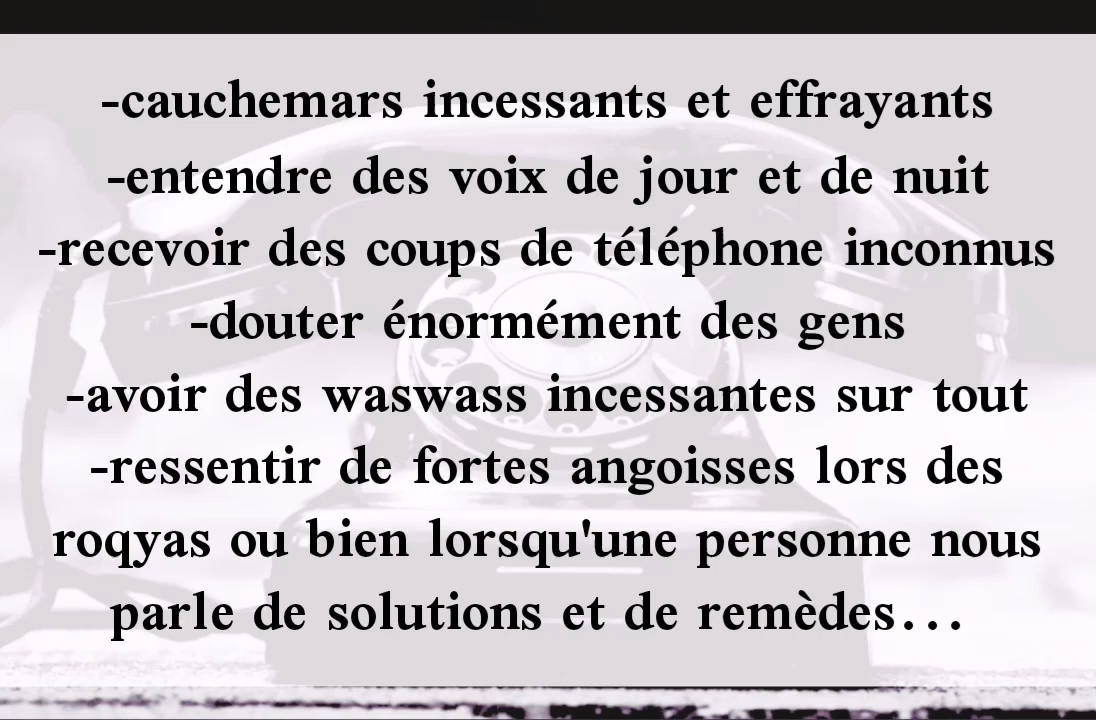 -cauchemars incessants et effrayants
-entendre des voix de jour et de nuit
-recevoir des coups de téléphone inconnus
-douter énormément des gens
-avoir des waswass incessantes sur tout
-ressentir de fortes angoisses lors des
roqyas ou bien lorsqu'une personne nous
parle de solutions et de remèdes…